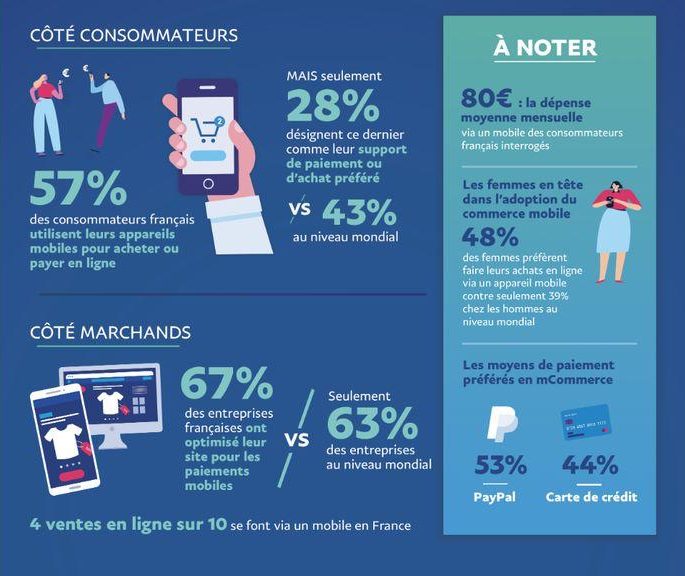 CÔTÉ CONSOMMATEURS
€
€
57%
des consommateurs français
utilisent leurs appareils
mobiles pour acheter ou
payer en ligne
2
MAIS seulement
28%
désignent ce dernier
comme leur support
de paiement ou
d'achat préféré
VS 43%
au niveau mondial
CÔTÉ MARCHANDS
67%
des entreprises
françaises ont
optimisé leur
site pour les
paiements
mobiles
VS
Seulement
63%
des entreprises
au niveau mondial
4 ventes en ligne sur 10 se font via un mobile en France
À NOTER
80€ : la dépense
moyenne mensuelle
via un mobile des consommateurs
français interrogés
Les femmes en tête
dans l'adoption du
commerce mobile
48%
des femmes préfèrent
faire leurs achats en ligne
via un appareil mobile
contre seulement 39%
chez les hommes au
niveau mondial
Les moyens de paiement
préférés en mCommerce
53%
PayPal
44%
Carte de crédit